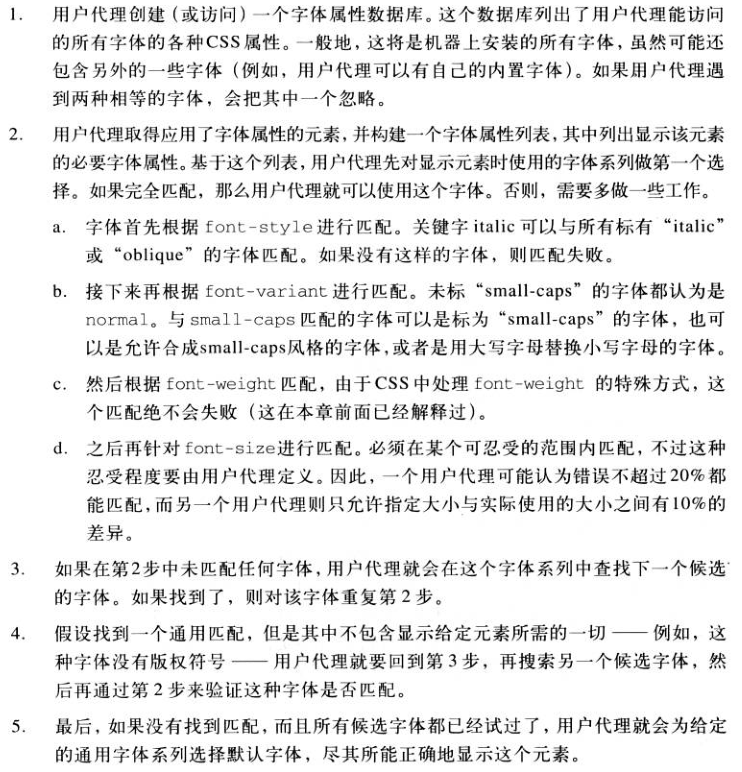 1. 用户代理创建（或访问）一个字体属性数据库。这个数据库列出了用户代理能访问
的所有字体的各种CSS属性。一般地，这将是机器上安装的所有字体，虽然可能还
包含另外的一些字体（例如，用户代理可以有自己的内置字体）。如果用户代理遇
到两种相等的字体，会把其中一个忽略。
2. 用户代理取得应用了字体属性的元素，并构建一个字体属性列表，其中列出显示该元素
的必要字体属性。基于这个列表，用户代理先对显示元素时使用的字体系列做第一个选
择。如果完全匹配，那么用户代理就可以使用这个字体。否则，需要多做一些工作。
a. 字体首先根据 font-style 进行匹配。关键字 italic 可以与所有标有“italic”
或“oblique”的字体匹配。如果没有这样的字体，则匹配失败。
b. 接下来再根据 font-variant 进行匹配。未标“small-caps”的字体都认为是
normal。与 small-caps 匹配的字体可以是标为“small-caps”的字体，也可
以是允许合成small-caps风格的字体，或者是用大写字母替换小写字母的字体。
c. 然后根据 font-weight 匹配，由于 CSS 中处理 font-weight 的特殊方式，这
个匹配绝不会失败（这在本章前面已经解释过）。
d. 之后再针对 font-size进行匹配。必须在某个可忍受的范围内匹配，不过这种
忍受程度要由用户代理定义。因此，一个用户代理可能认为错误不超过20%都
能匹配，而另一个用户代理则只允许指定大小与实际使用的大小之间有10%的
差异。
3. 如果在第2步中未匹配任何字体，用户代理就会在这个字体系列中查找下一个候选
的字体。如果找到了，则对该字体重复第 2 步。
4. 假设找到一个通用匹配，但是其中不包含显示给定元素所需的一切 —— 例如，这
种字体没有版权符号 —— 用户代理就要回到第 3 步，再搜索另一个候选字体，然
后再通过第 2 步来验证这种字体是否匹配。
5. 最后，如果没有找到匹配，而且所有候选字体都已经试过了，用户代理就会为给定
的通用字体系列选择默认字体，尽其所能正确地显示这个元素。